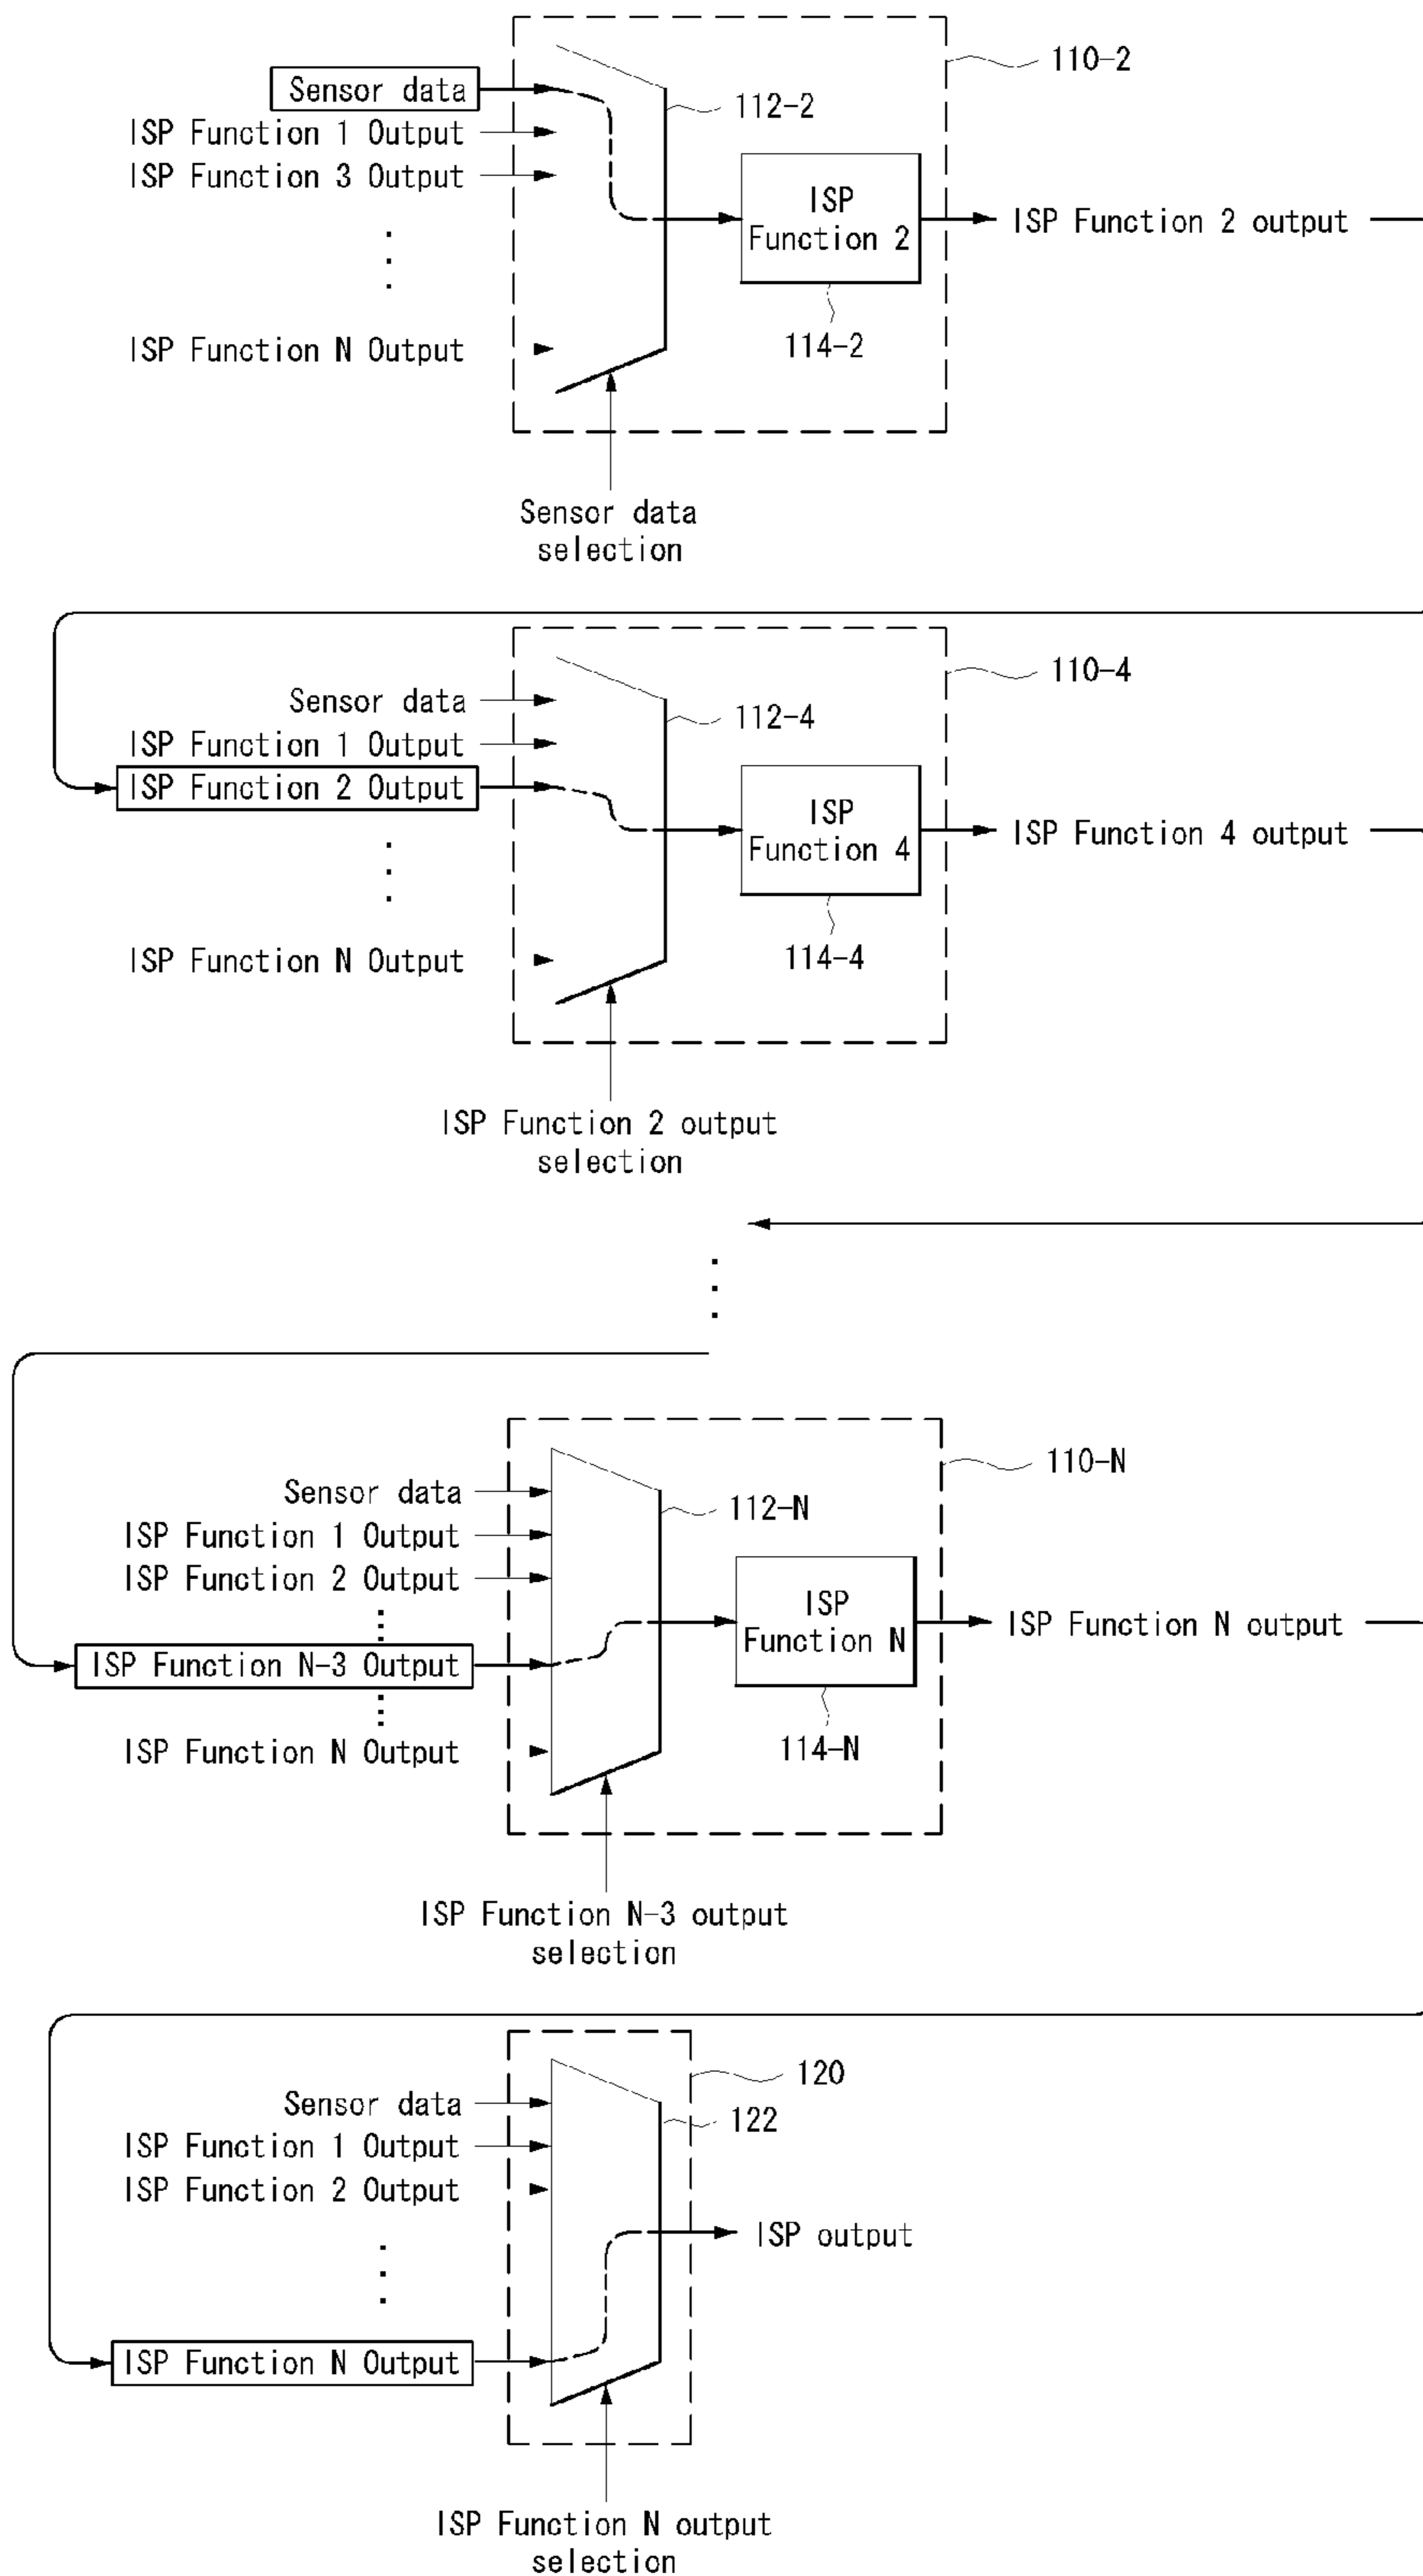 110-2
Sensor data
112-2
ISP Function 1 Output
ISP Function 3 Output
ISP
Function 2
ISP Function 2 output
114-2
ISP Function N Output
Sensor data
selection
110-4
Sensor data
112-4
ISP Function 1 Output
ISP Function 2 Output
ISP
Function 4
ISP Function 4 output
114-4
ISP Function N Output
ISP Function 2 output
selection
110-N
Sensor data
112-N
ISP Function 1 Output
ISP Function 2 Output
ISP
Function N
ISP Function N output
ISP Function N-3 Output
114-N
ISP Function N Output
ISP Function N-3 output
selection
120
Sensor data
122
ISP Function 1 Output
ISP Function 2 Output
ISP output
ISP Function N Output
ISP Function N output
selection